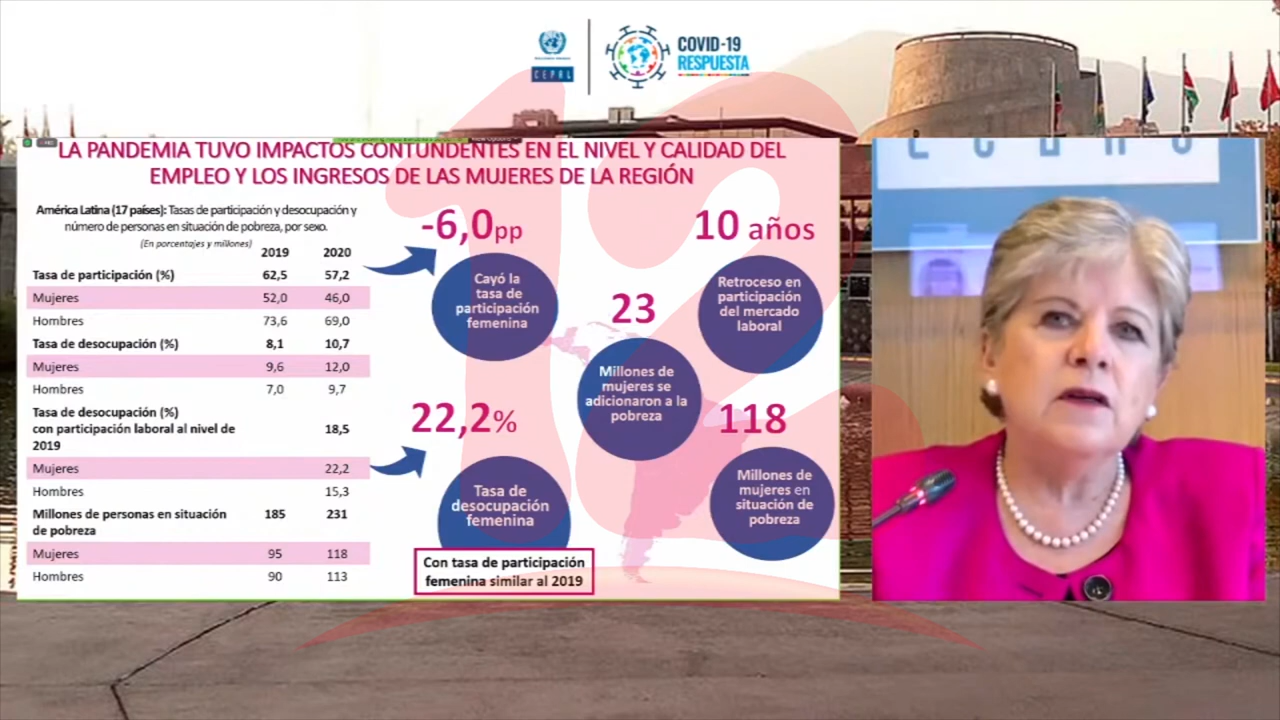 CEPAL
COVID-19
RESPUESTA
LA PANDEMIA TUVO IMPACTOS CONTUNDENTES EN EL NIVEL Y CALIDAD DEL
EMPLEO Y LOS INGRESOS DE LAS MUJERES DE LA REGIÓN
América Latina (17 países): Tasas de participación y desocupación y
número de personas en situación de pobreza, por sexo.
(En porcentajes y millones)
2019 2020
Tasa de participación (%) 62,5 57,2
Mujeres 52,0 46,0
Hombres 73,6 69,0
Tasa de desocupación (%) 8,1 10,7
Mujeres 9,6 12,0
Hombres 7,0 9,7
Tasa de desocupación (%)
con participación laboral al nivel de
2019
18,5
Mujeres 22,2
Hombres 15,3
Millones de personas en situación
de pobreza
185 231
Mujeres 95 118
Hombres 90 113
-6,0pp
Cayó la
tasa de
participación
femenina
10 años
Retroceso en
participación
del mercado
laboral
23
Millones de
mujeres se
adicionaron a la
pobreza
22,2%
Tasa de
desocupación
femenina
Con tasa de participación
femenina similar al 2019
118
Millones de
mujeres en
situación de
pobreza
12